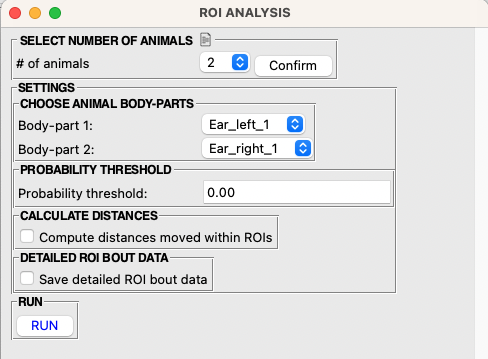 ROI ANALYSIS
SELECT NUMBER OF ANIMALS
# of animals 2 Confirm
SETTINGS
CHOOSE ANIMAL BODY-PARTS
Body-part 1: Ear_left_1
Body-part 2: Ear_right_1
PROBABILITY THRESHOLD
Probability threshold: 0.00
CALCULATE DISTANCES
Compute distances moved within ROIs
DETAILED ROI BOUT DATA
Save detailed ROI bout data
RUN
RUN